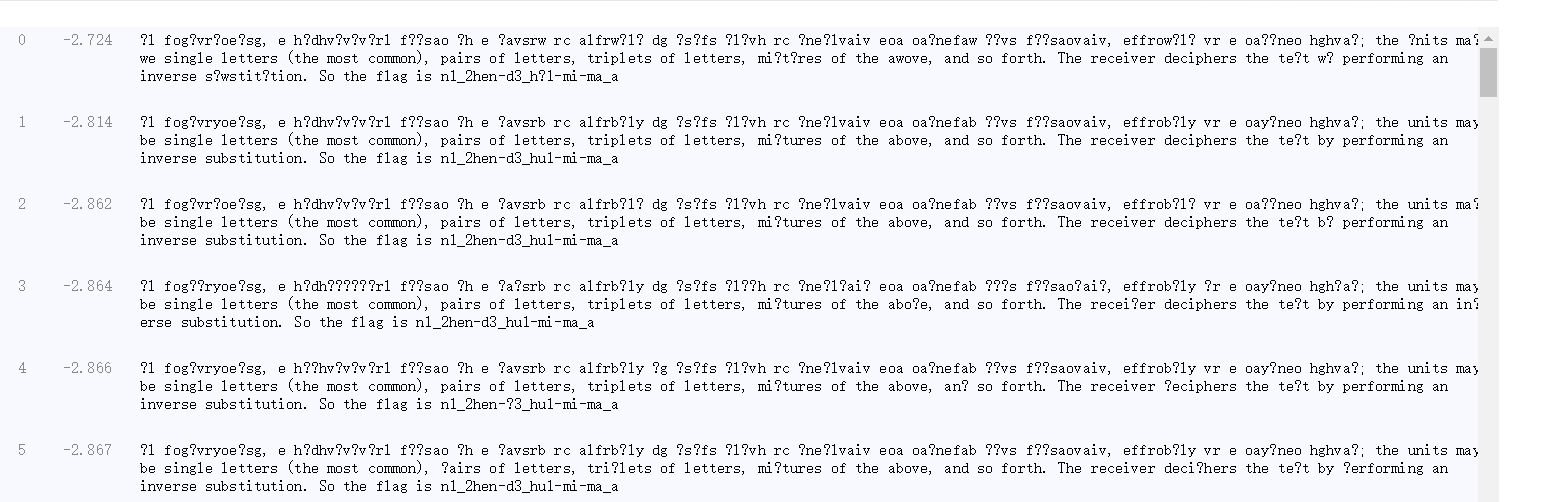 0 -2.724 ?l fog?vr?oe?sg, e h?dhv?v?v?rl f??sao ?h e ?avsrw rc alfrw?l? dg ?s?fs ?l?vh rc ?ne?lvaiv eoa oa?nefaw ??vs f??saovaiv, effrow?l? vr e oa??neo hghva?; the ?nits ma?
we single letters (the most common), pairs of letters, triplets of letters, mi?t?res of the awove, and so forth. The receiver deciphers the te?t w? performing an
inverse s?wstit?tion. So the flag is nl_2hen-d3_h?l-mi-ma_a
1 -2.814 ?l fog?vryoe?sg, e h?dhv?v?v?rl f??sao ?h e ?avsrb rc alfrb?ly dg ?s?fs ?l?vh rc ?ne?lvaiv eoa oa?nefab ??vs f??saovaiv, effrob?ly vr e oay?neo hghva?; the units may
be single letters (the most common), pairs of letters, triplets of letters, mi?tures of the above, and so forth. The receiver deciphers the te?t by performing an
inverse substitution. So the flag is nl_2hen-d3_hul-mi-ma_a
2 -2.862 ?l fog?vr?oe?sg, e h?dhv?v?v?rl f??sao ?h e ?avsrb rc alfrb?l? dg ?s?fs ?l?vh rc ?ne?lvaiv eoa oa?nefab ??vs f??saovaiv, effrob?l? vr e oa??neo hghva?; the units ma?
be single letters (the most common), pairs of letters, triplets of letters, mi?tures of the above, and so forth. The receiver deciphers the te?t b? performing an
inverse substitution. So the flag is nl_2hen-d3_hul-mi-ma_a
3 -2.864 ?l fog??ryoe?sg, e h?dh??????rl f??sao ?h e ?a?srb rc alfrb?ly dg ?s?fs ?l??h rc ?ne?l?ai? eoa oa?nefab ???s f??sao?ai?, effrob?ly ?r e oay?neo hgh?a?; the units may
be single letters (the most common), pairs of letters, triplets of letters, mi?tures of the abo?e, and so forth. The recei?er deciphers the te?t by performing an in?
erse substitution. So the flag is nl_2hen-d3_hul-mi-ma_a
4 -2.866 ?l fog?vryoe?sg, e h??hv?v?v?rl f??sao ?h e ?avsrb rc alfrb?ly ?g ?s?fs ?l?vh rc ?ne?lvaiv eoa oa?nefab ??vs f??saovaiv, effrob?ly vr e oay?neo hghva?; the units may
be single letters (the most common), pairs of letters, triplets of letters, mi?tures of the above, an? so forth. The receiver ?eciphers the te?t by performing an
inverse substitution. So the flag is nl_2hen-?3_hul-mi-ma_a
5 -2.867 ?l fog?vryoe?sg, e h?dhv?v?v?rl f??sao ?h e ?avsrb rc alfrb?ly dg ?s?fs ?l?vh rc ?ne?lvaiv eoa oa?nefab ??vs f??saovaiv, effrob?ly vr e oay?neo hghva?; the units may
be single letters (the most common), ?airs of letters, tri?lets of letters, mi?tures of the above, and so forth. The receiver deci?hers the te?t by ?erforming an
inverse substitution. So the flag is nl_2hen-d3_hul-mi-ma_a